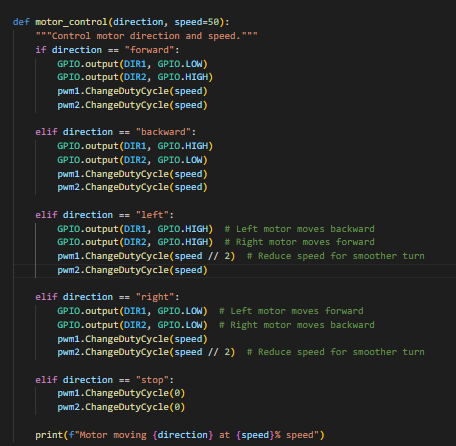 def motor_control(direction, speed=50):
    """Control motor direction and speed."""
    if direction == "forward":
        GPIO.output(DIR1, GPIO.LOW)
        GPIO.output(DIR2, GPIO.HIGH)
        pwm1.ChangeDutyCycle(speed)
        pwm2.ChangeDutyCycle(speed)

    elif direction == "backward":
        GPIO.output(DIR1, GPIO.HIGH)
        GPIO.output(DIR2, GPIO.LOW)
        pwm1.ChangeDutyCycle(speed)
        pwm2.ChangeDutyCycle(speed)

    elif direction == "left":
        GPIO.output(DIR1, GPIO.HIGH)  # Left motor moves backward
        GPIO.output(DIR2, GPIO.HIGH)  # Right motor moves forward
        pwm1.ChangeDutyCycle(speed // 2)  # Reduce speed for smoother turn
        pwm2.ChangeDutyCycle(speed)

    elif direction == "right":
        GPIO.output(DIR1, GPIO.LOW)  # Left motor moves forward
        GPIO.output(DIR2, GPIO.LOW)  # Right motor moves backward
        pwm1.ChangeDutyCycle(speed)
        pwm2.ChangeDutyCycle(speed // 2)  # Reduce speed for smoother turn

    elif direction == "stop":
        pwm1.ChangeDutyCycle(0)
        pwm2.ChangeDutyCycle(0)

    print(f"Motor moving {direction} at {speed}% speed")